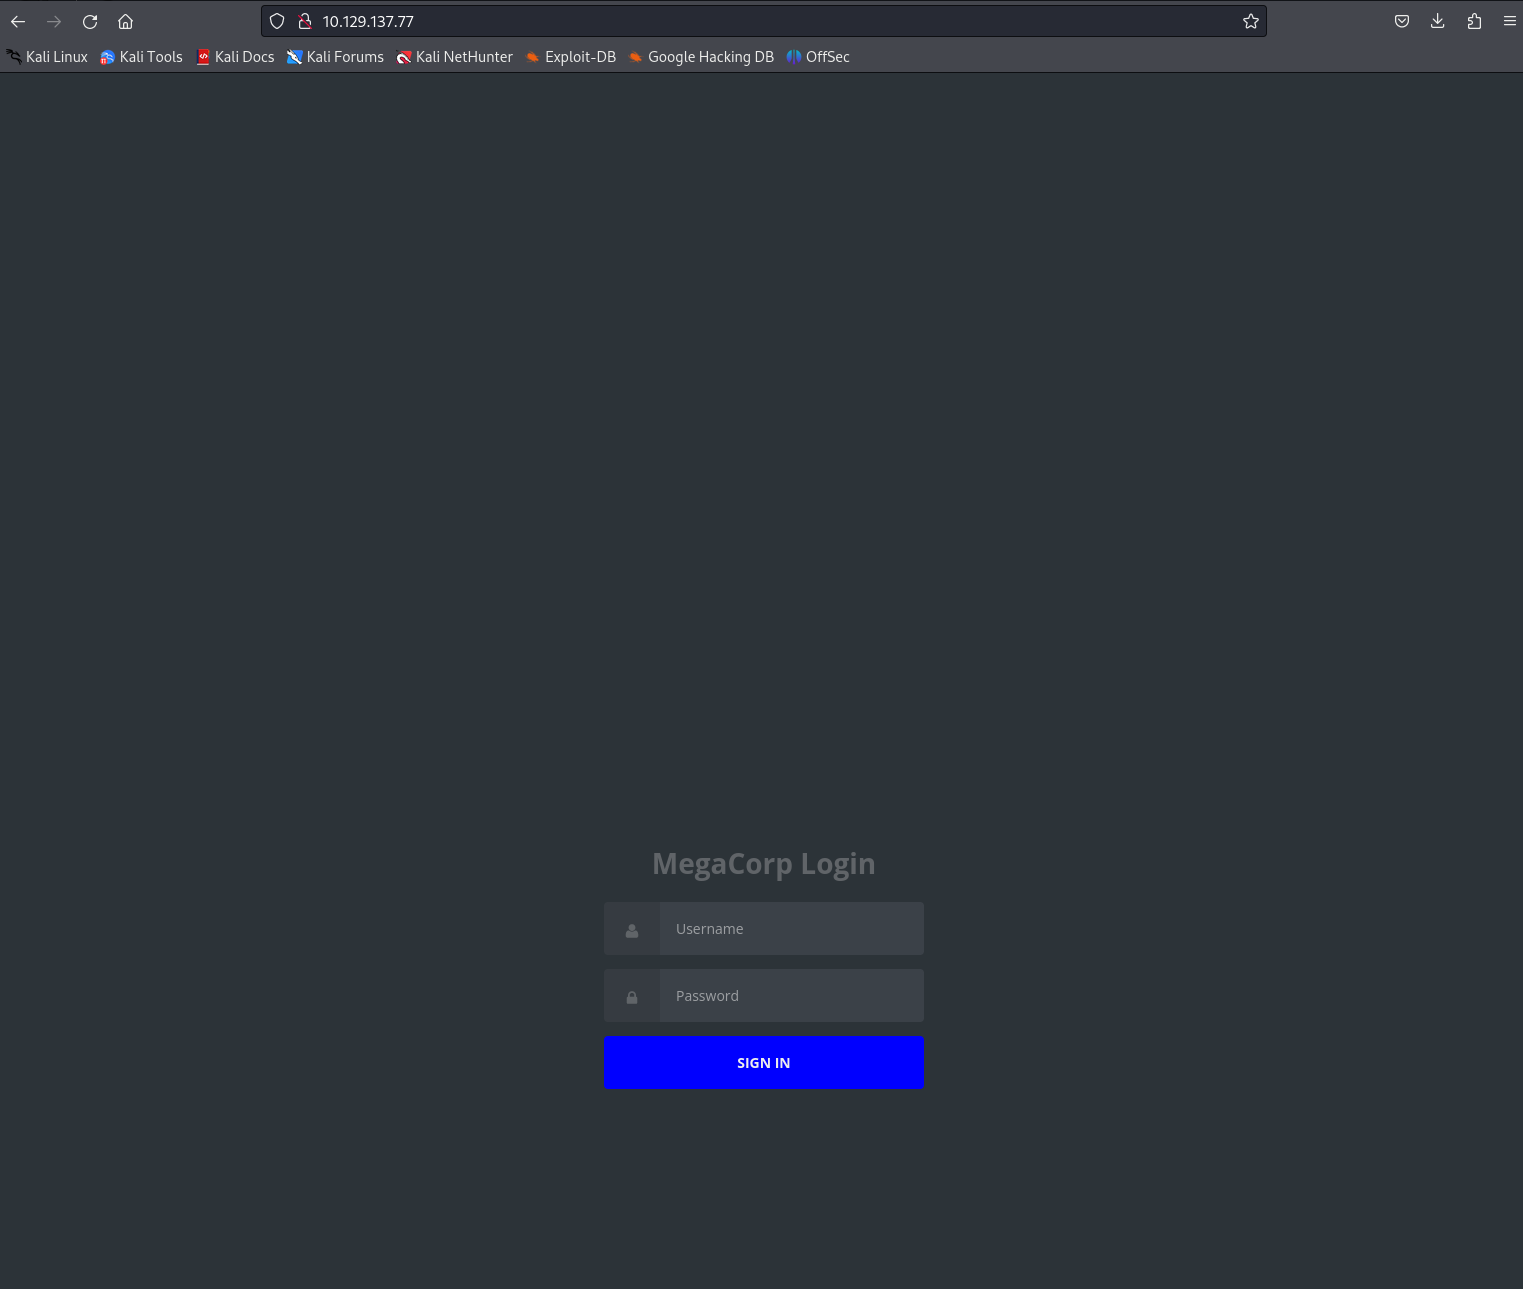 10.129.137.77
Kali Linux Kali Tools Kali Docs Kali Forums Kali NetHunter Exploit-DB Google Hacking DB OffSec
MegaCorp Login
Username
Password
SIGN IN